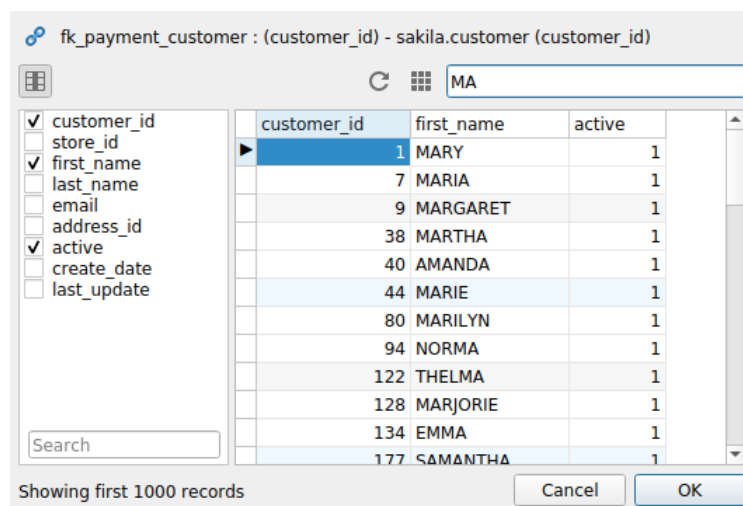 fk_payment_customer : (customer_id) - sakila.customer (customer_id)
MA
customer_id
store_id
first_name
last_name
email
address_id
active
create_date
last_update
Search
customer_id first_name active
1 MARY 1
7 MARIA 1
9 MARGARET 1
38 MARTHA 1
40 AMANDA 1
44 MARIE 1
80 MARILYN 1
94 NORMA 1
122 THELMA 1
128 MARJORIE 1
134 EMMA 1
177 SAMANTHA 1
Showing first 1000 records
Cancel
OK